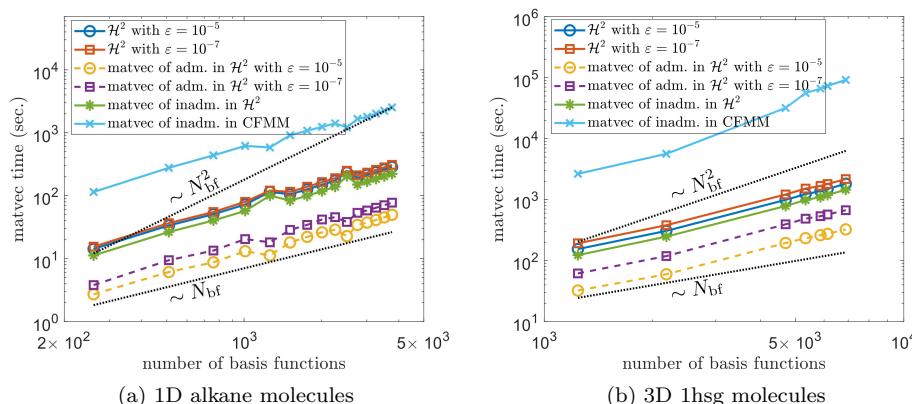 10^4
10^3
10^2
10^1
10^0
matvec time (sec.)
H^2 with ε = 10^-5
H^2 with ε = 10^-7
matvec of adm. in H^2 with ε = 10^-5
matvec of adm. in H^2 with ε = 10^-7
matvec of inadm. in H^2
matvec of inadm. in CFMM
~ N_bf^2
~ N_bf
2 × 10^2
10^3
5 × 10^3
number of basis functions
(a) 1D alkane molecules
10^6
10^5
10^4
10^3
10^2
10^1
matvec time (sec.)
H^2 with ε = 10^-5
H^2 with ε = 10^-7
matvec of adm. in H^2 with ε = 10^-5
matvec of adm. in H^2 with ε = 10^-7
matvec of inadm. in H^2
matvec of inadm. in CFMM
~ N_bf^2
~ N_bf
10^3
5 × 10^3
10^4
number of basis functions
(b) 3D 1hsg molecules